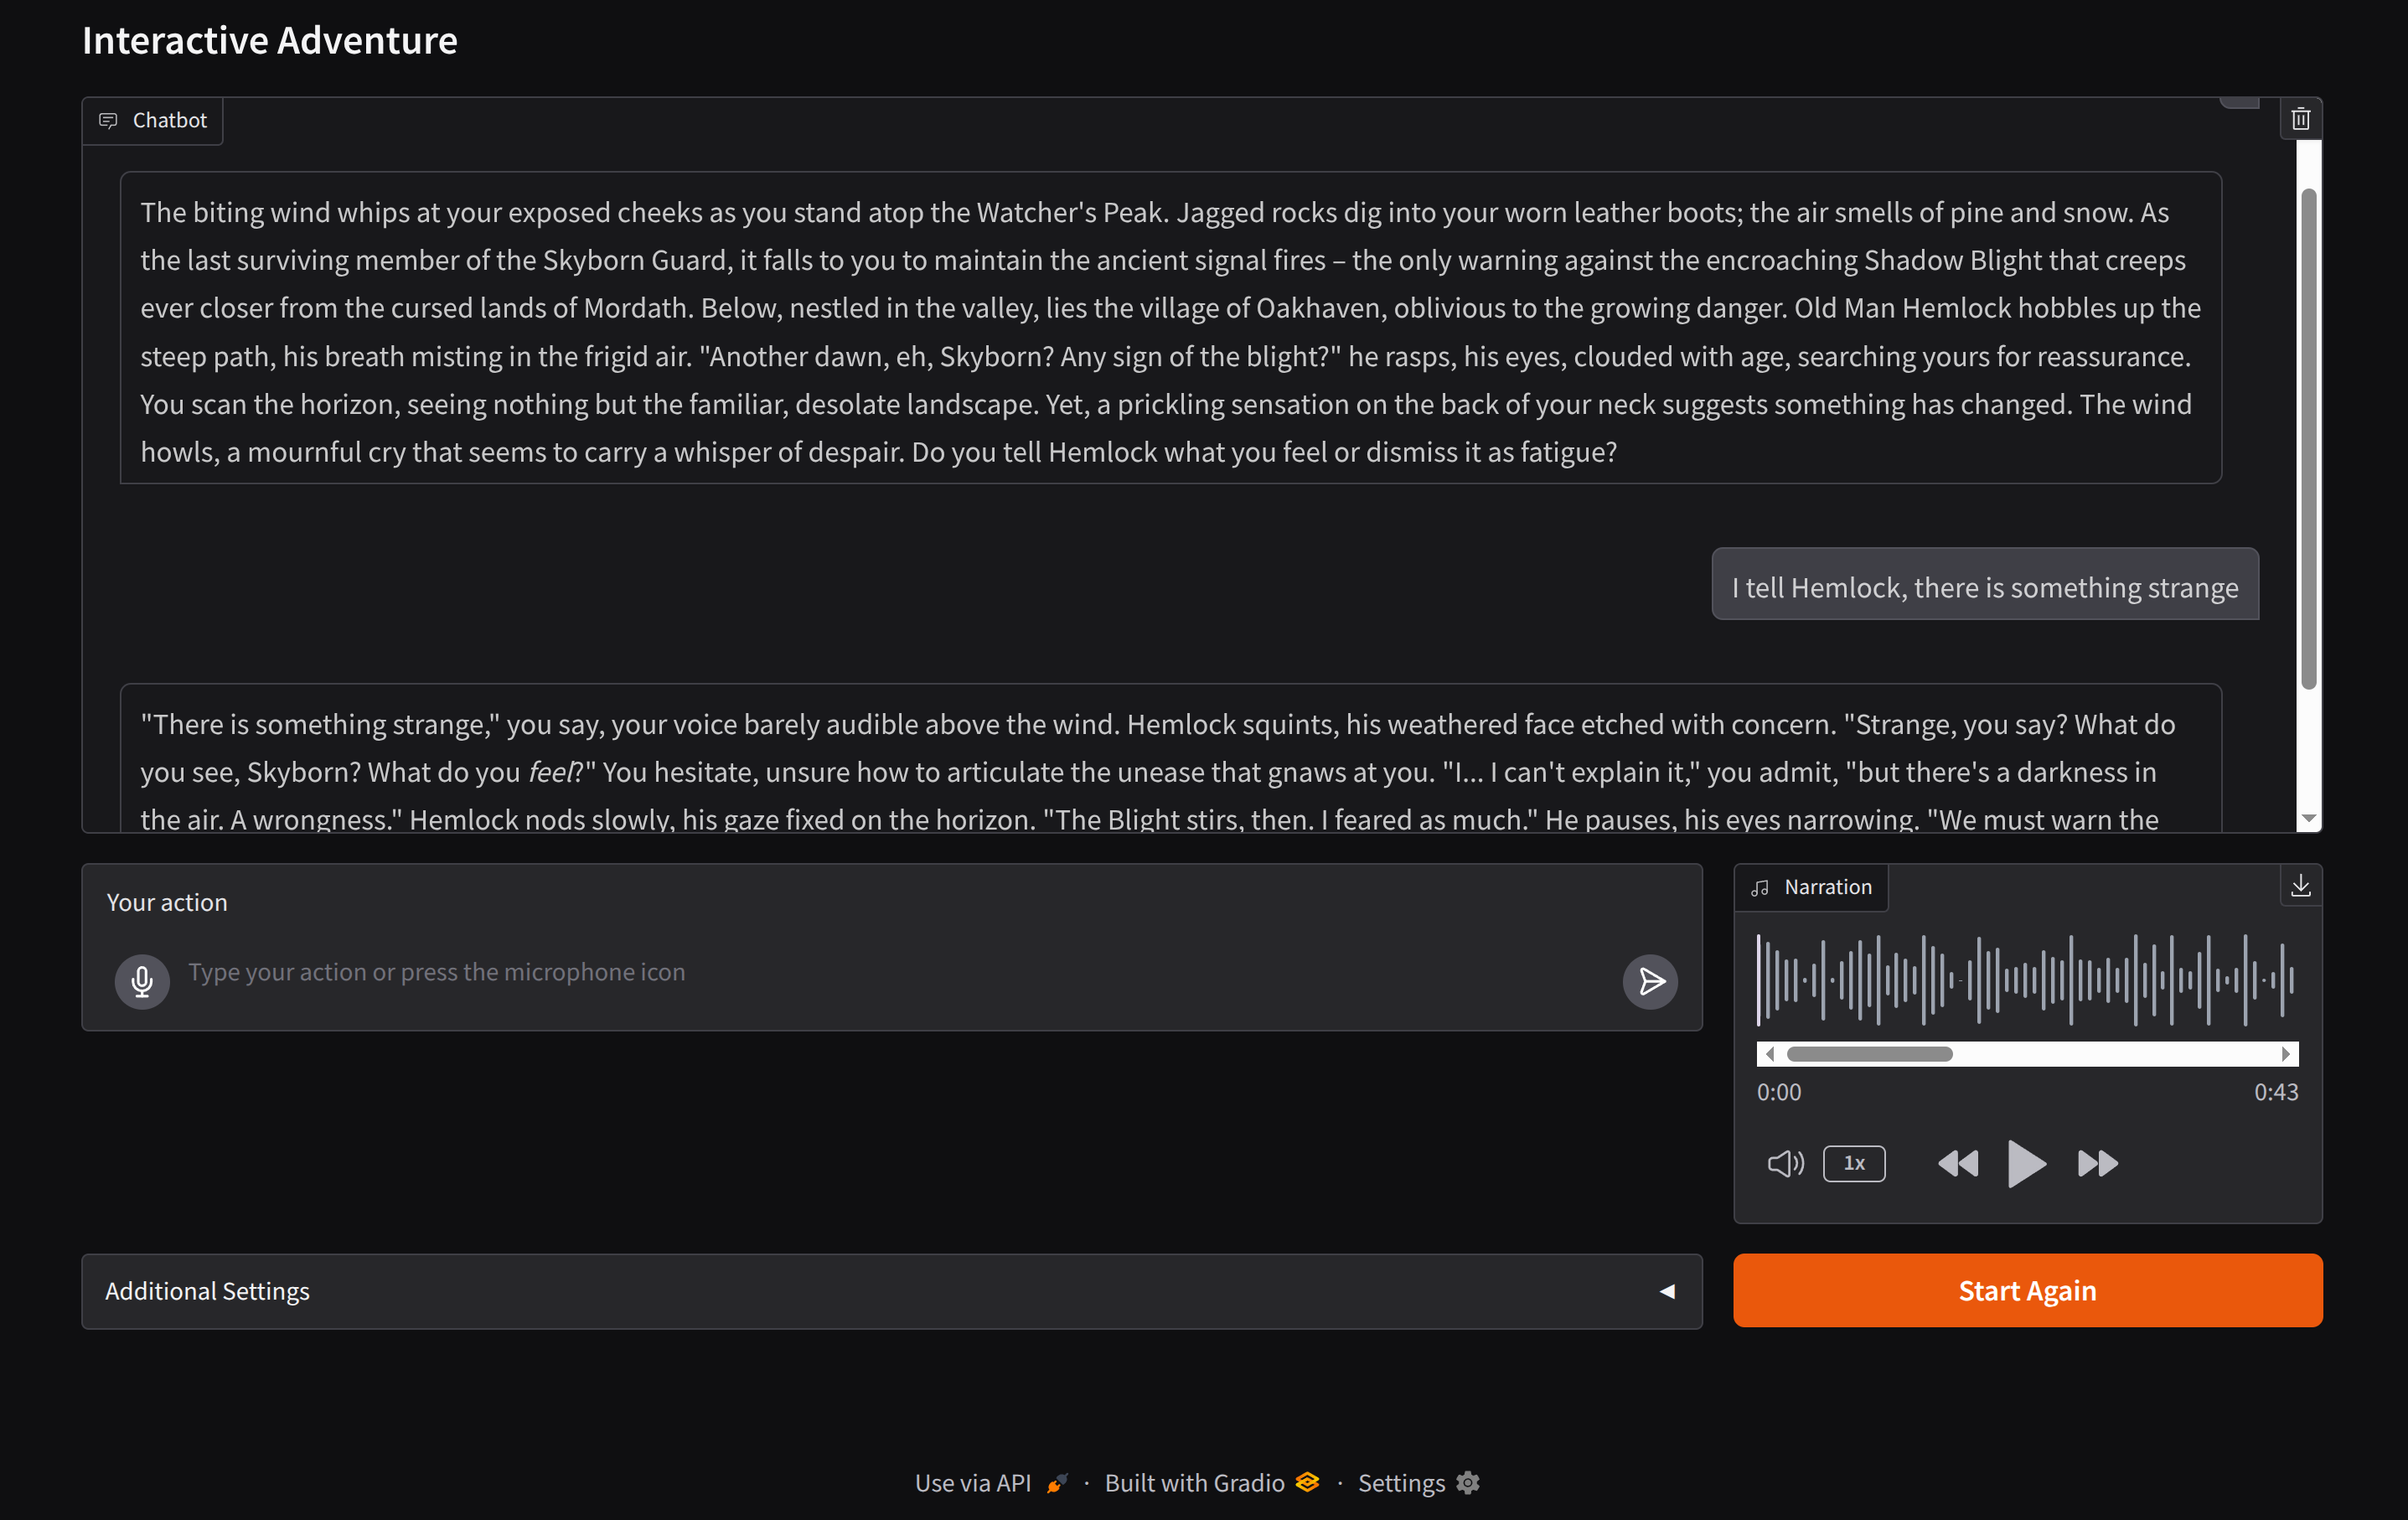 Interactive Adventure
Chatbot
The biting wind whips at your exposed cheeks as you stand atop the Watcher's Peak. Jagged rocks dig into your worn leather boots; the air smells of pine and snow. As
the last surviving member of the Skyborn Guard, it falls to you to maintain the ancient signal fires – the only warning against the encroaching Shadow Blight that creeps
ever closer from the cursed lands of Mordath. Below, nestled in the valley, lies the village of Oakhaven, oblivious to the growing danger. Old Man Hemlock hobbles up the
steep path, his breath misting in the frigid air. "Another dawn, eh, Skyborn? Any sign of the blight?" he rasps, his eyes, clouded with age, searching yours for reassurance.
You scan the horizon, seeing nothing but the familiar, desolate landscape. Yet, a prickling sensation on the back of your neck suggests something has changed. The wind
howls, a mournful cry that seems to carry a whisper of despair. Do you tell Hemlock what you feel or dismiss it as fatigue?
I tell Hemlock, there is something strange
"There is something strange," you say, your voice barely audible above the wind. Hemlock squints, his weathered face etched with concern. "Strange, you say? What do
you see, Skyborn? What do you feel?" You hesitate, unsure how to articulate the unease that gnaws at you. "I... I can't explain it," you admit, "but there's a darkness in
the air. A wrongness." Hemlock nods slowly, his gaze fixed on the horizon. "The Blight stirs, then. I feared as much." He pauses, his eyes narrowing. "We must warn the
Your action
Type your action or press the microphone icon
Narration
0:00 0:43
1x
Additional Settings
Start Again
Use via API · Built with Gradio · Settings